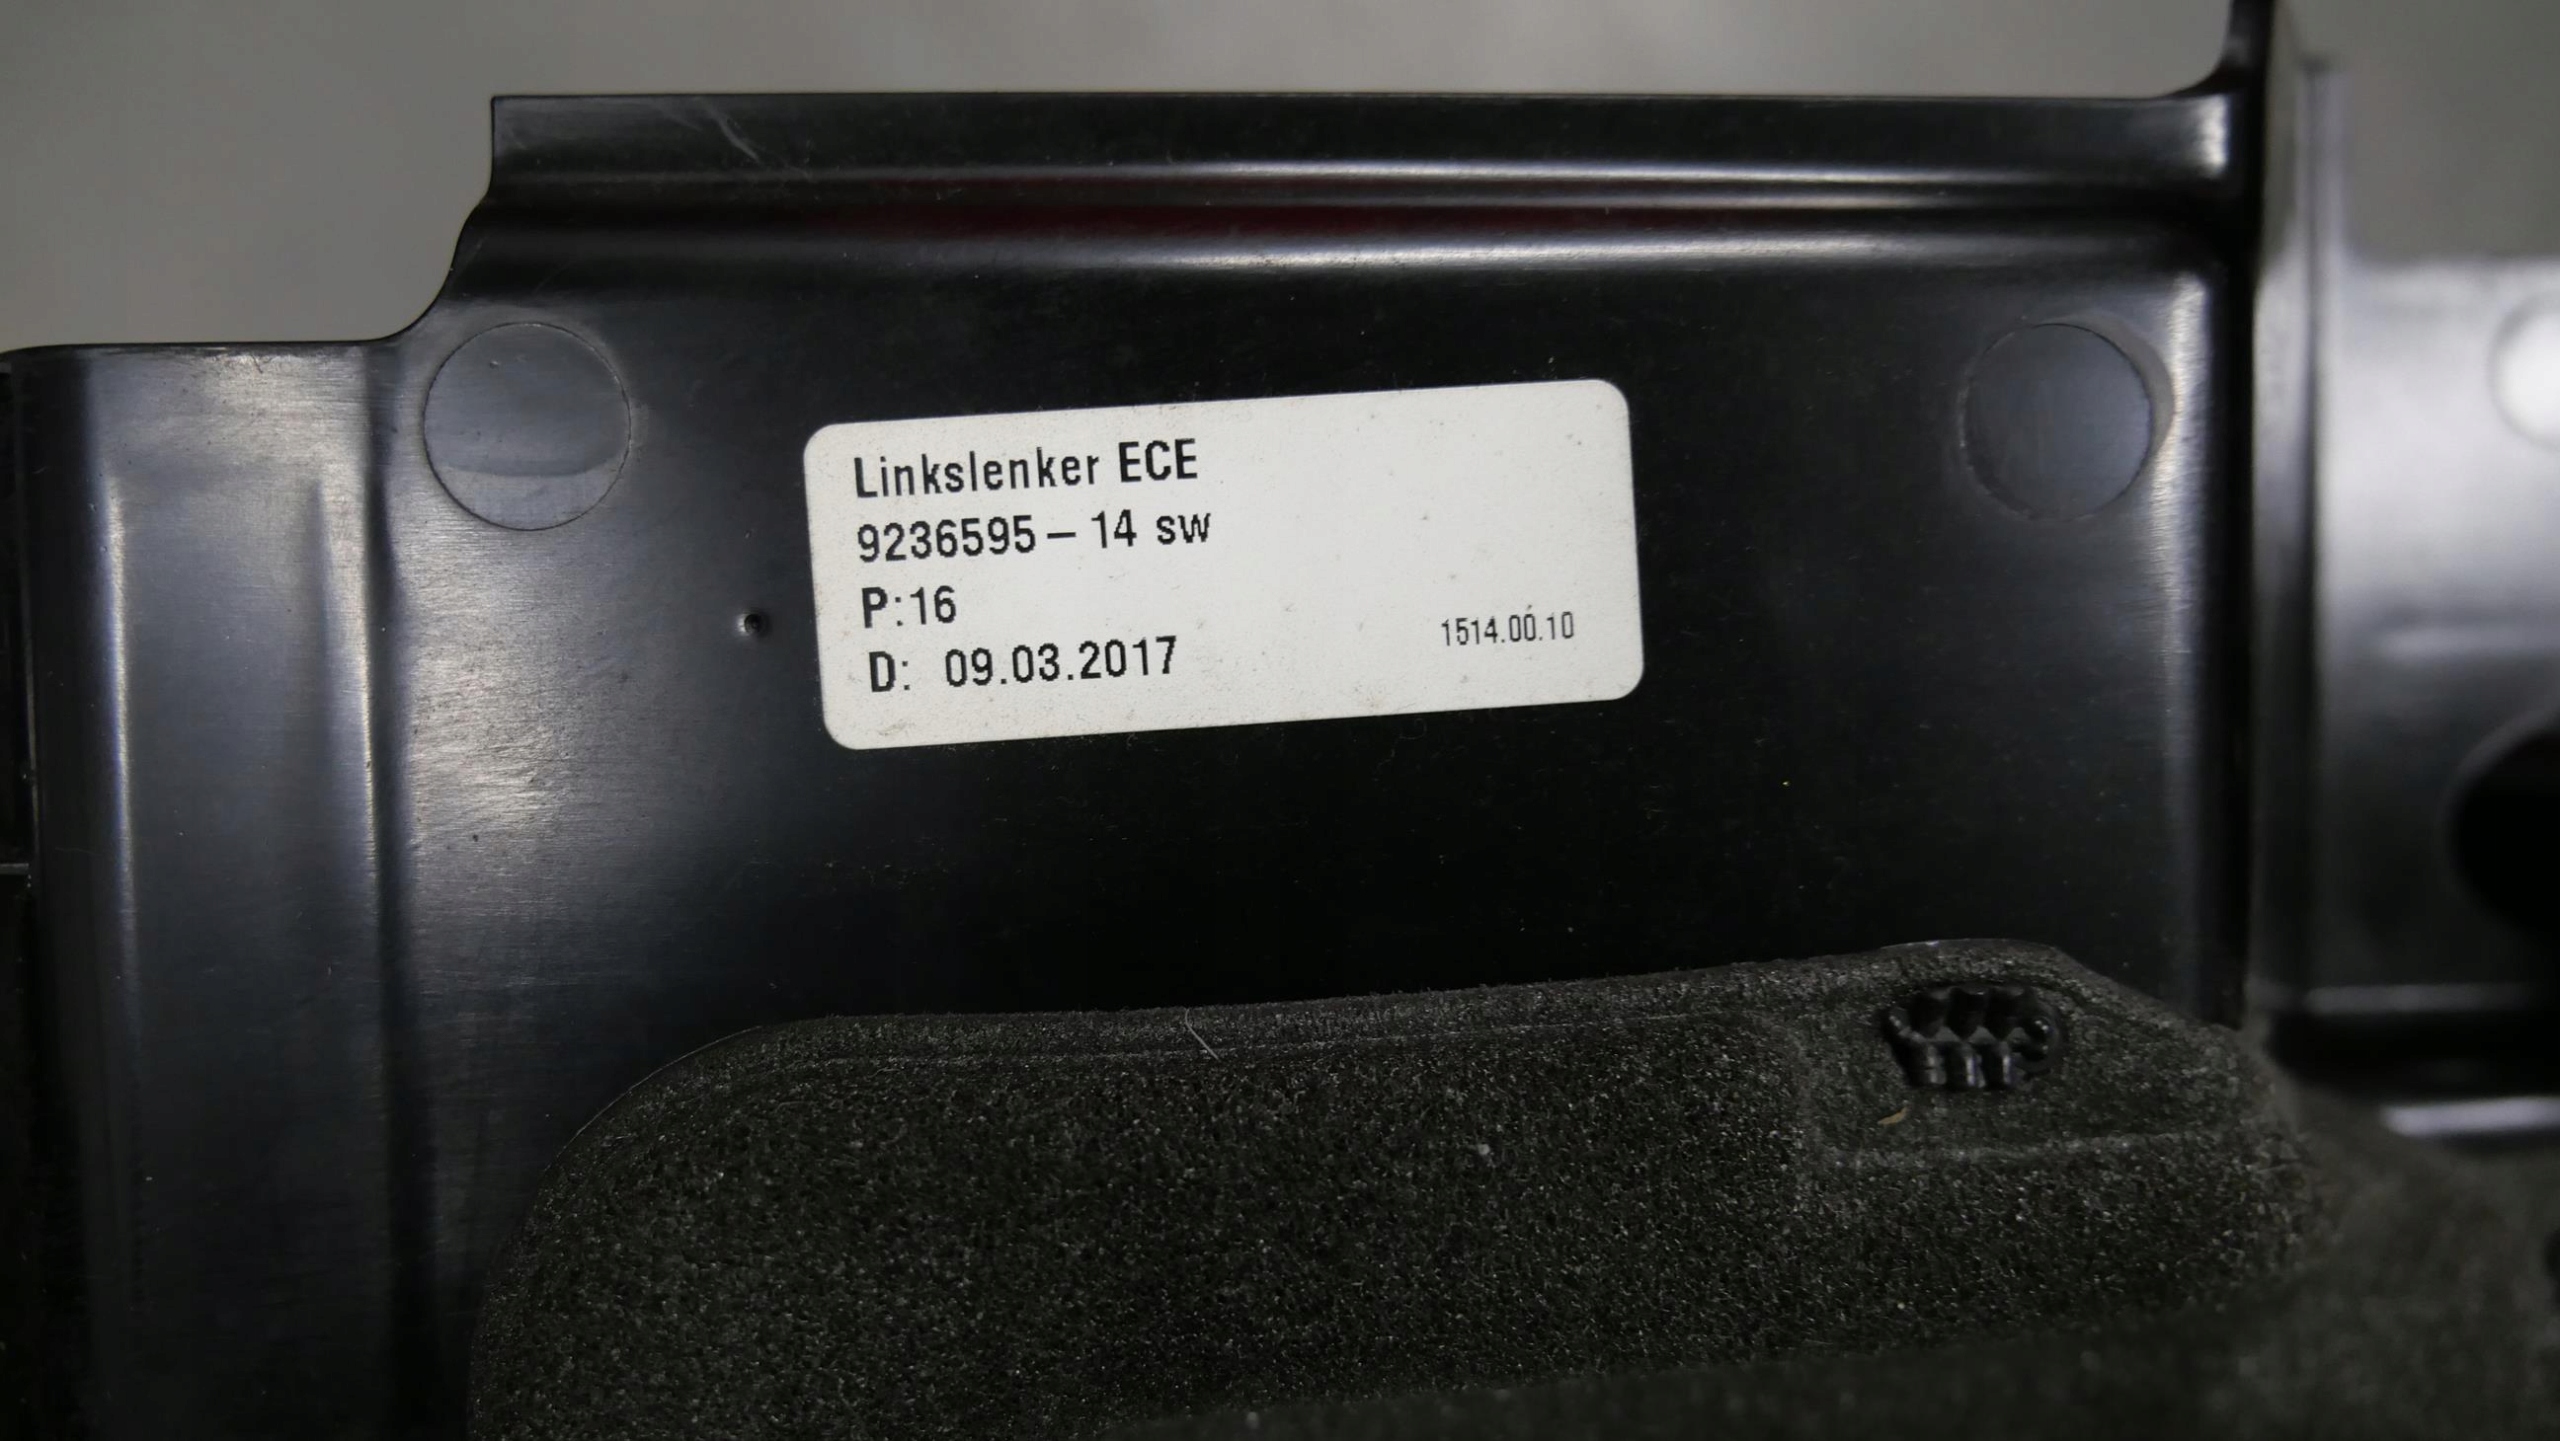 Linkslenker ECE
9236595 – 14 sw
P:16
D: 09.03.2017
1514.00.10